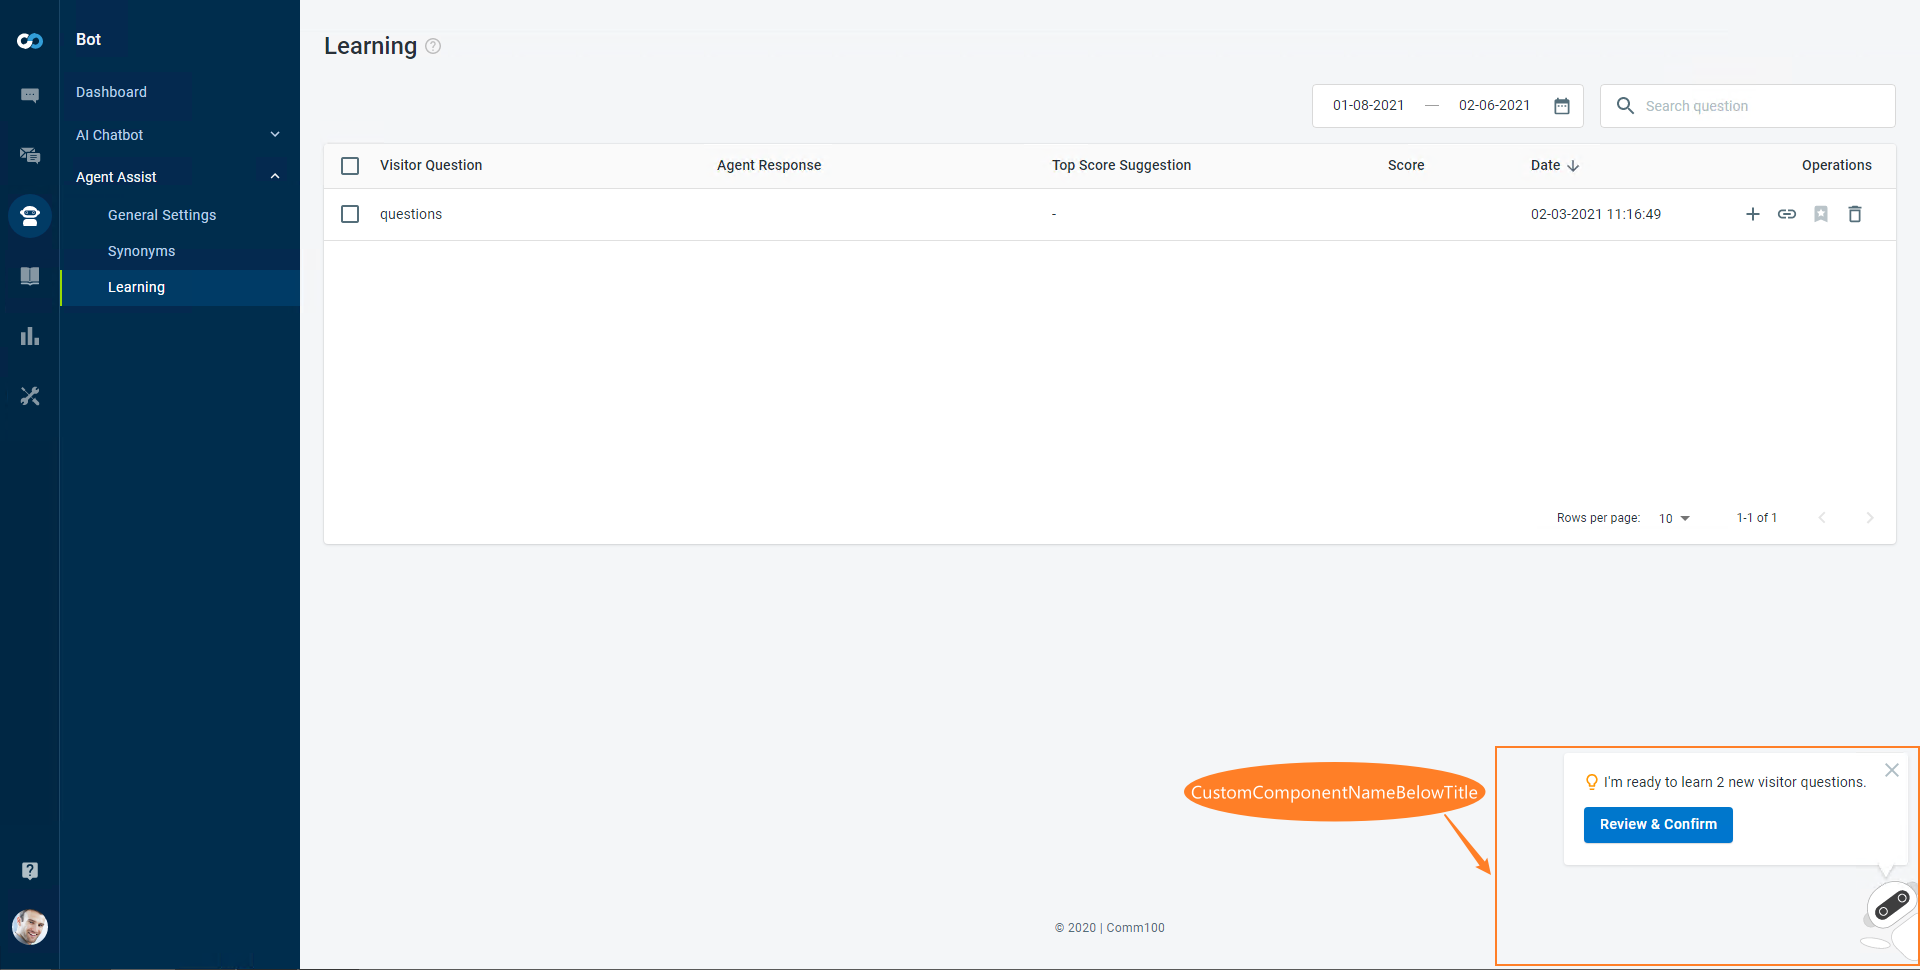 Bot
Dashboard
AI Chatbot
Agent Assist
General Settings
Synonyms
Learning
Learning ?
01-08-2021 — 02-06-2021
Search question
Visitor Question Agent Response Top Score Suggestion Score Date Operations
questions - 02-03-2021 11:16:49
Rows per page: 10 1-1 of 1
CustomComponentNameBelowTitle
I'm ready to learn 2 new visitor questions.
Review & Confirm
© 2020 | Comm100